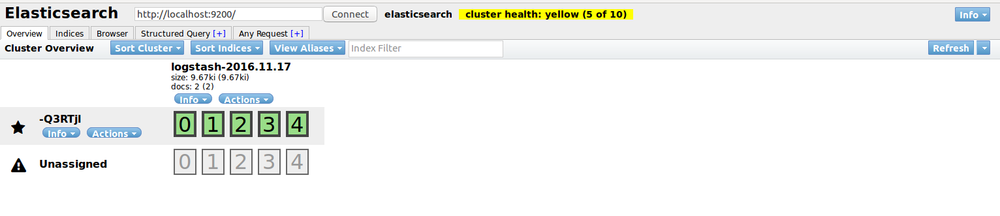 Elasticsearch http://localhost:9200/ Connect elasticsearch cluster health: yellow (5 of 10) Info
Overview Indices Browser Structured Query [+] Any Request [+]
Cluster Overview Sort Cluster Sort Indices View Aliases Index Filter Refresh
logstash-2016.11.17
size: 9.67ki (9.67ki)
docs: 2 (2)
Info Actions
-Q3RTjI 0 1 2 3 4
Info Actions
Unassigned 0 1 2 3 4